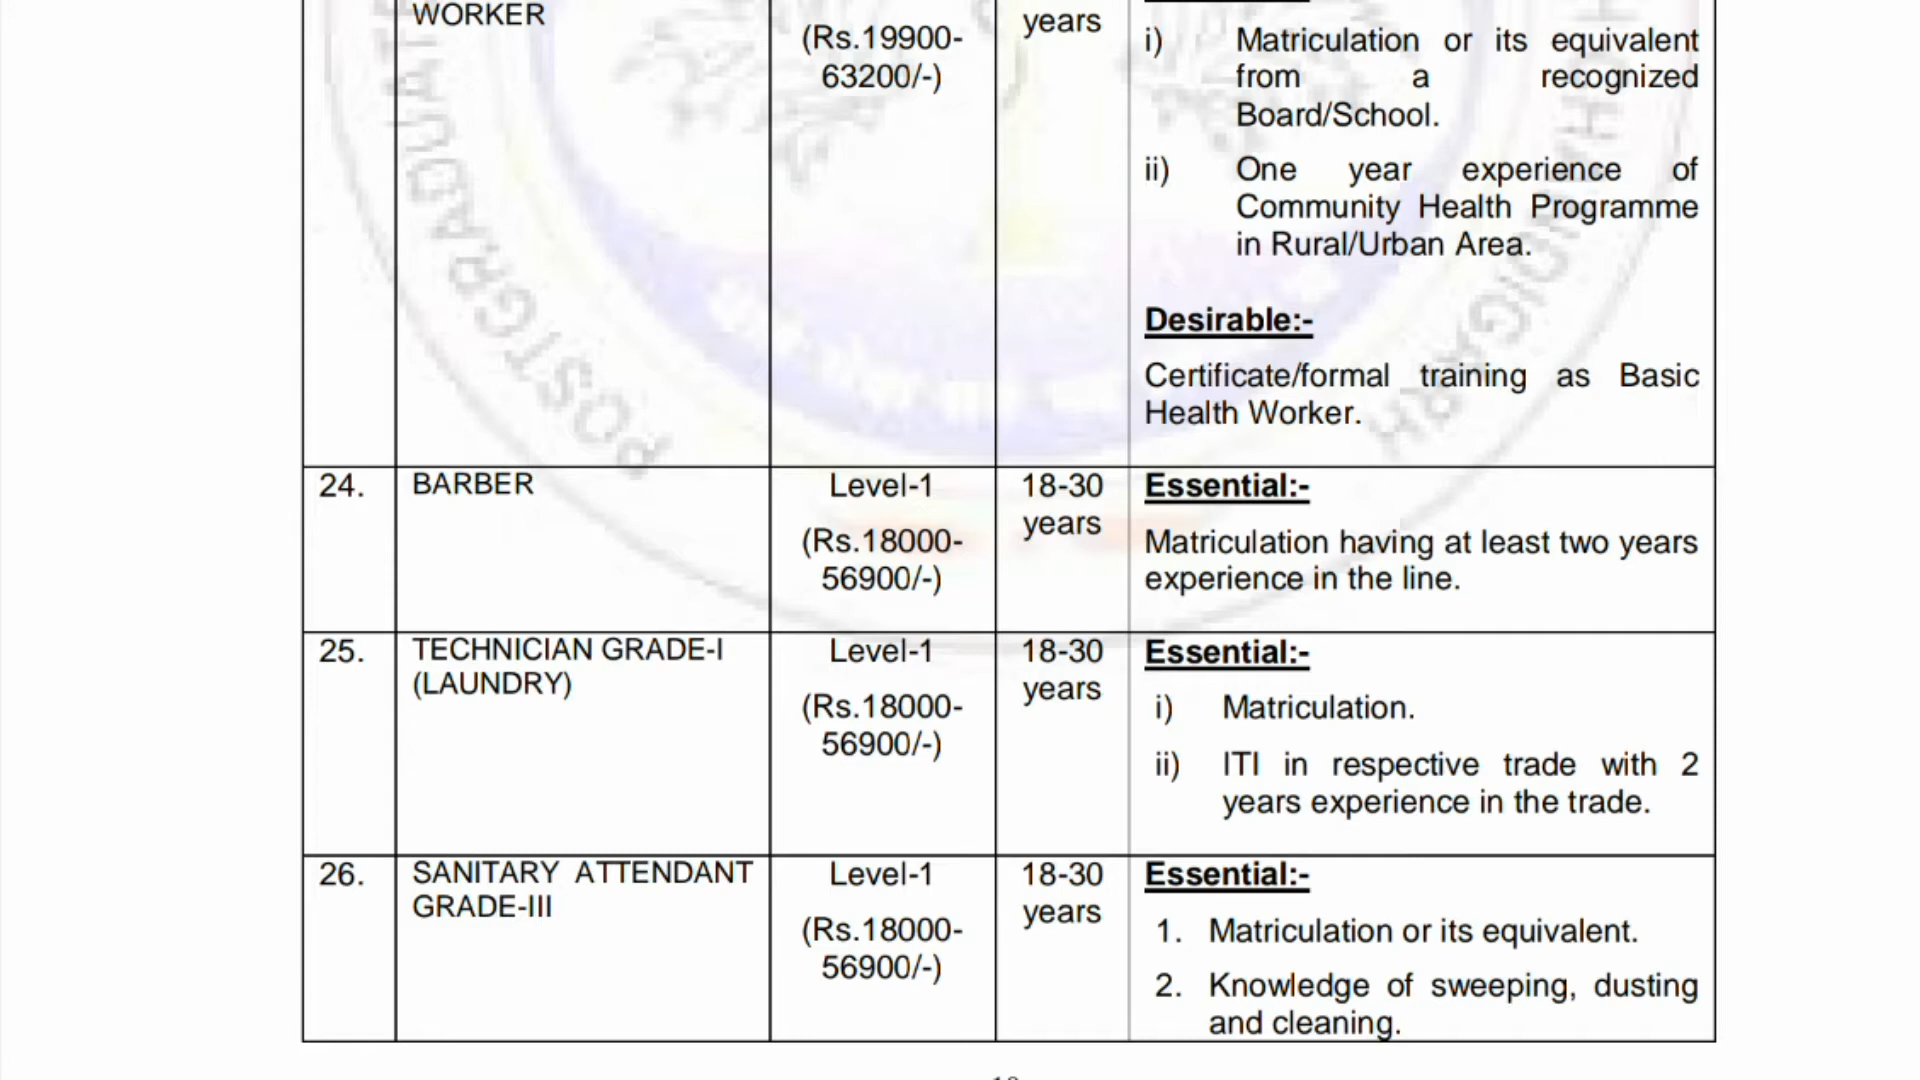 WORKER
(Rs.19900-
63200/-)
years
i) Matriculation or its equivalent
from a recognized
Board/School.
ii) One year experience of
Community Health Programme
in Rural/Urban Area.
Desirable:-
Certificate/formal training as Basic
Health Worker.
24. BARBER
Level-1
(Rs.18000-
56900/-)
18-30
years
Essential:-
Matriculation having at least two years
experience in the line.
25. TECHNICIAN GRADE-I
(LAUNDRY)
Level-1
(Rs.18000-
56900/-)
18-30
years
Essential:-
i) Matriculation.
ii) ITI in respective trade with 2
years experience in the trade.
26. SANITARY ATTENDANT
GRADE-III
Level-1
(Rs.18000-
56900/-)
18-30
years
Essential:-
1. Matriculation or its equivalent.
2. Knowledge of sweeping, dusting
and cleaning.